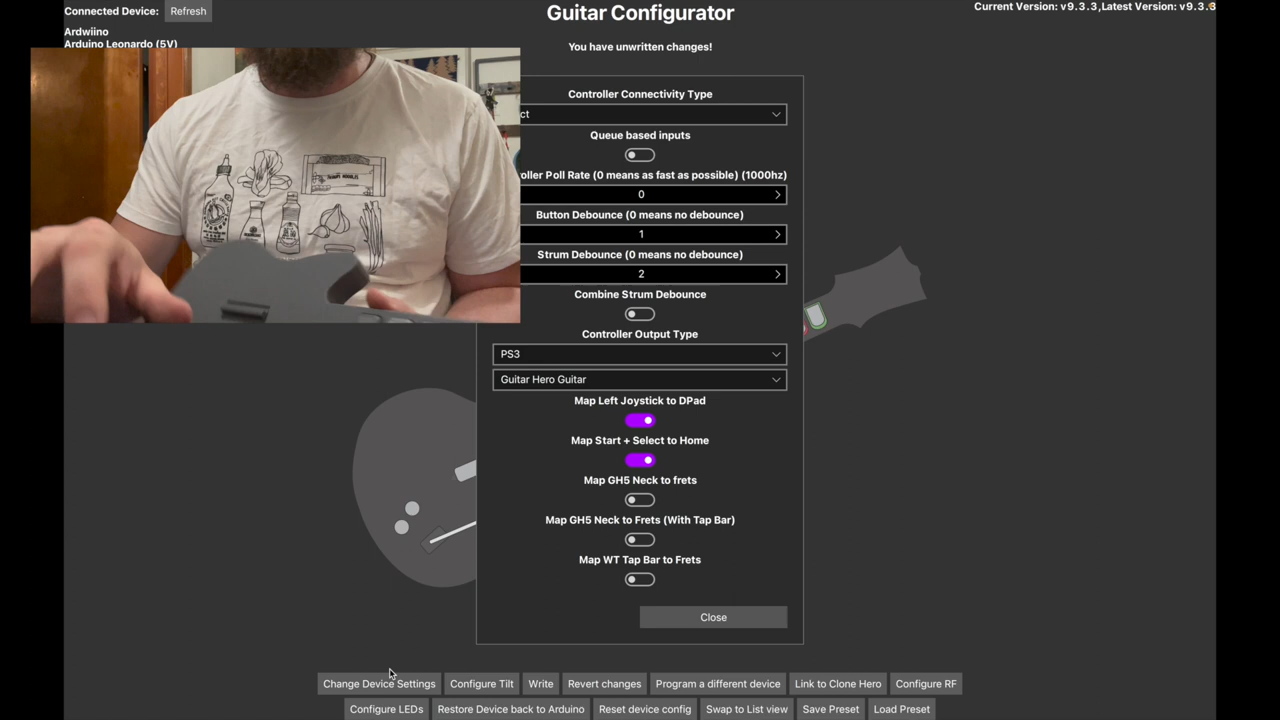 Connected Device: Refresh
Guitar Configurator
Current Version: v9.3.3,Latest Version: v9.3.3
Ardwiino
Arduino Leonardo (5V)
You have unwritten changes!
Controller Connectivity Type
ct
Queue based inputs
oller Poll Rate (0 means as fast as possible) (1000hz)
0
Button Debounce (0 means no debounce)
1
Strum Debounce (0 means no debounce)
2
Combine Strum Debounce
Controller Output Type
PS3
Guitar Hero Guitar
Map Left Joystick to DPad
Map Start + Select to Home
Map GH5 Neck to frets
Map GH5 Neck to Frets (With Tap Bar)
Map WT Tap Bar to Frets
Close
Change Device Settings Configure Tilt Write Revert changes Program a different device Link to Clone Hero Configure RF
Configure LEDs Restore Device back to Arduino Reset device config Swap to List view Save Preset Load Preset